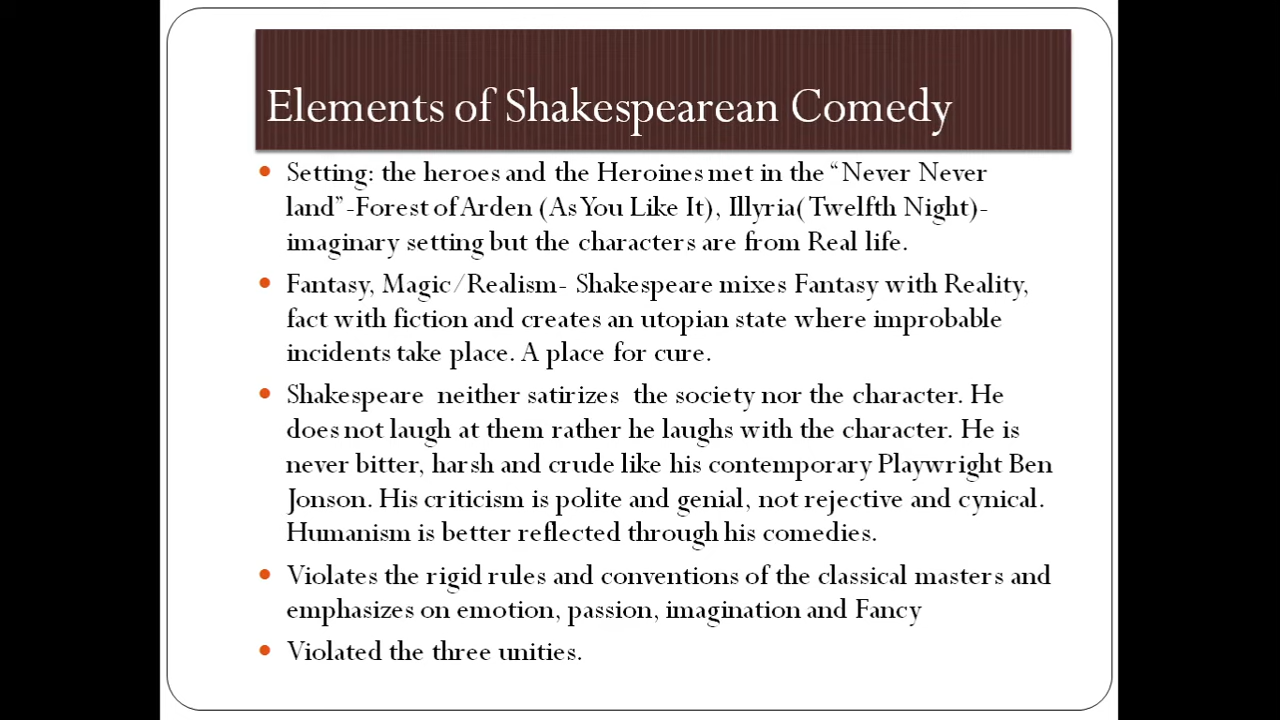 Elements of Shakespearean Comedy
• Setting: the heroes and the Heroines met in the “Never Never
land”-Forest of Arden (As You Like It), Illyria( Twelfth Night)-
imaginary setting but the characters are from Real life.
• Fantasy, Magic/Realism- Shakespeare mixes Fantasy with Reality,
fact with fiction and creates an utopian state where improbable
incidents take place. A place for cure.
• Shakespeare neither satirizes the society nor the character. He
does not laugh at them rather he laughs with the character. He is
never bitter, harsh and crude like his contemporary Playwright Ben
Jonson. His criticism is polite and genial, not rejective and cynical.
Humanism is better reflected through his comedies.
• Violates the rigid rules and conventions of the classical masters and
emphasizes on emotion, passion, imagination and Fancy
• Violated the three unities.